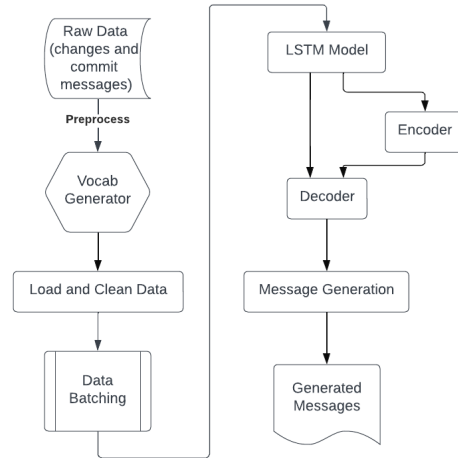 Raw Data
(changes and
commit
messages)
Preprocess
Vocab
Generator
Load and Clean Data
Data
Batching
LSTM Model
Encoder
Decoder
Message Generation
Generated
Messages